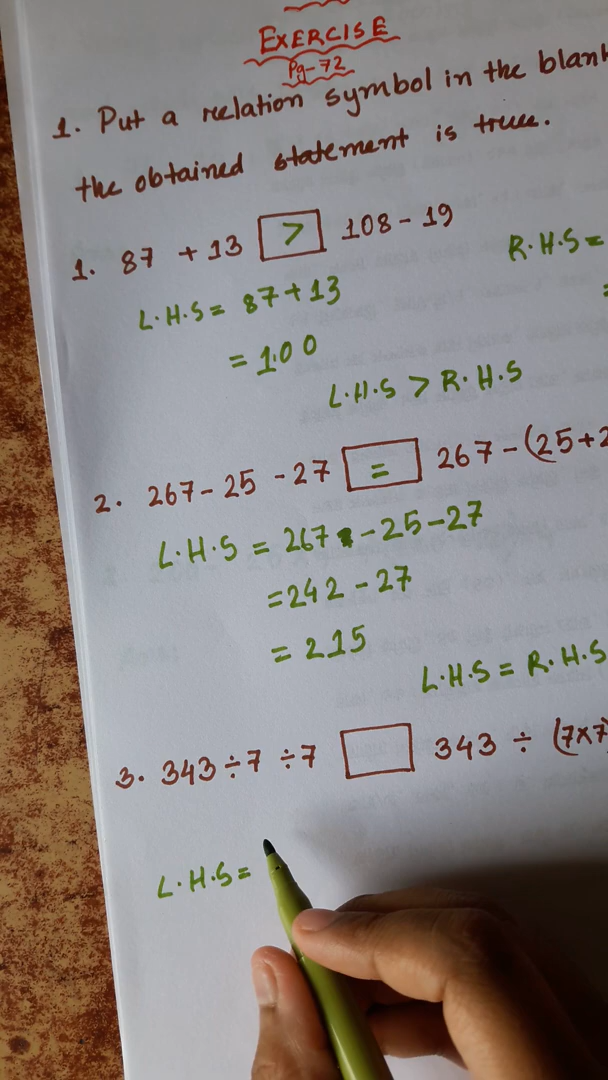 EXERCISE
Pg-72
1. Put a relation symbol in the blank
the obtained statement is true.
1. 87 + 13 > 108 - 19
L.H.S = 87 + 13
R.H.S =
= 100
=
L.H.S > R.H.S
2. 267 - 25 - 27 = 267 - (25 + 2
L.H.S = 267 - 25 - 27
= 242 - 27
= 215
L.H.S = R.H.S
3. 343 ÷ 7 ÷ 7 343 ÷ (7×7)
L.H.S =